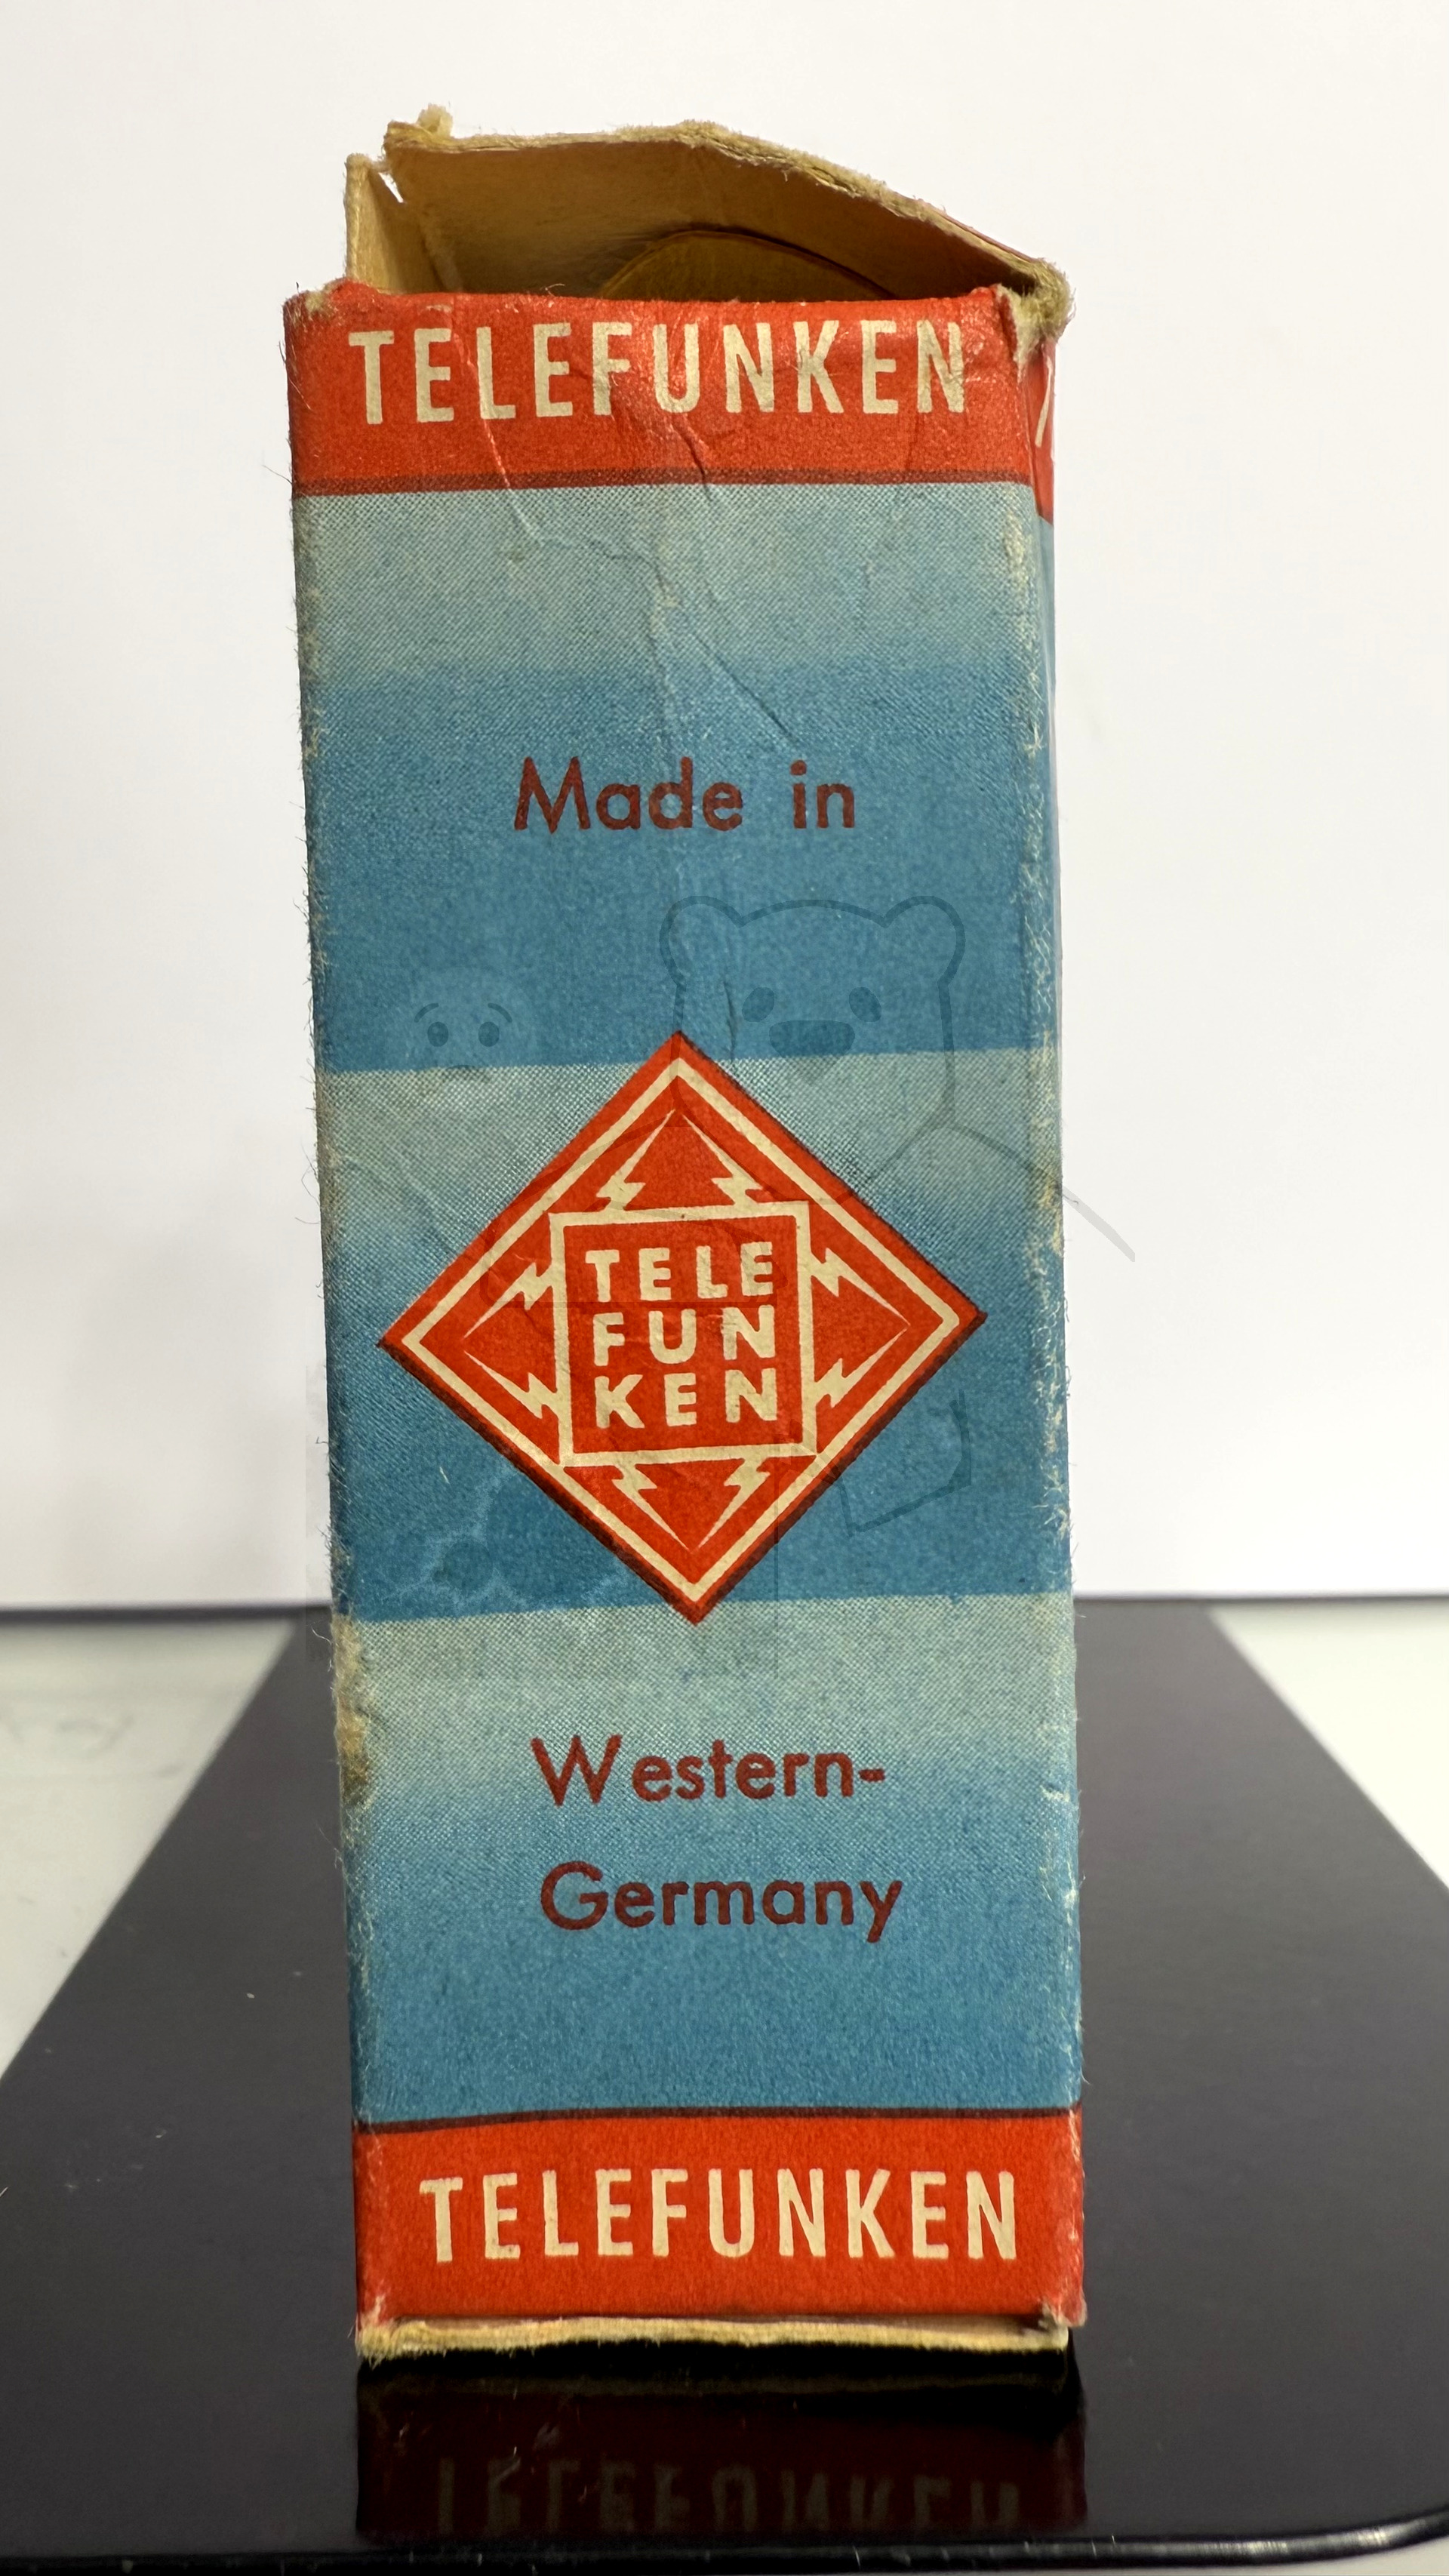 TELEFUNKEN
Made in
TELE
FUN
KEN
Western-
Germany
TELEFUNKEN